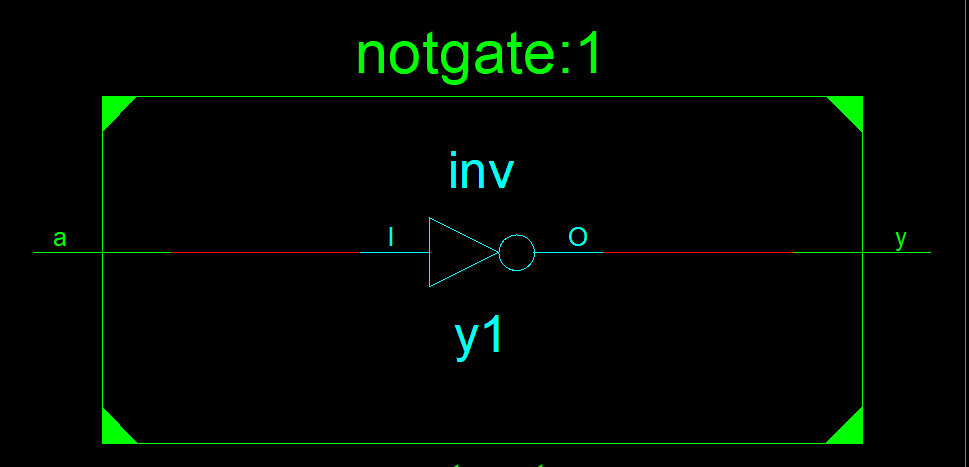 notgate:1
inv
a I O y
y1